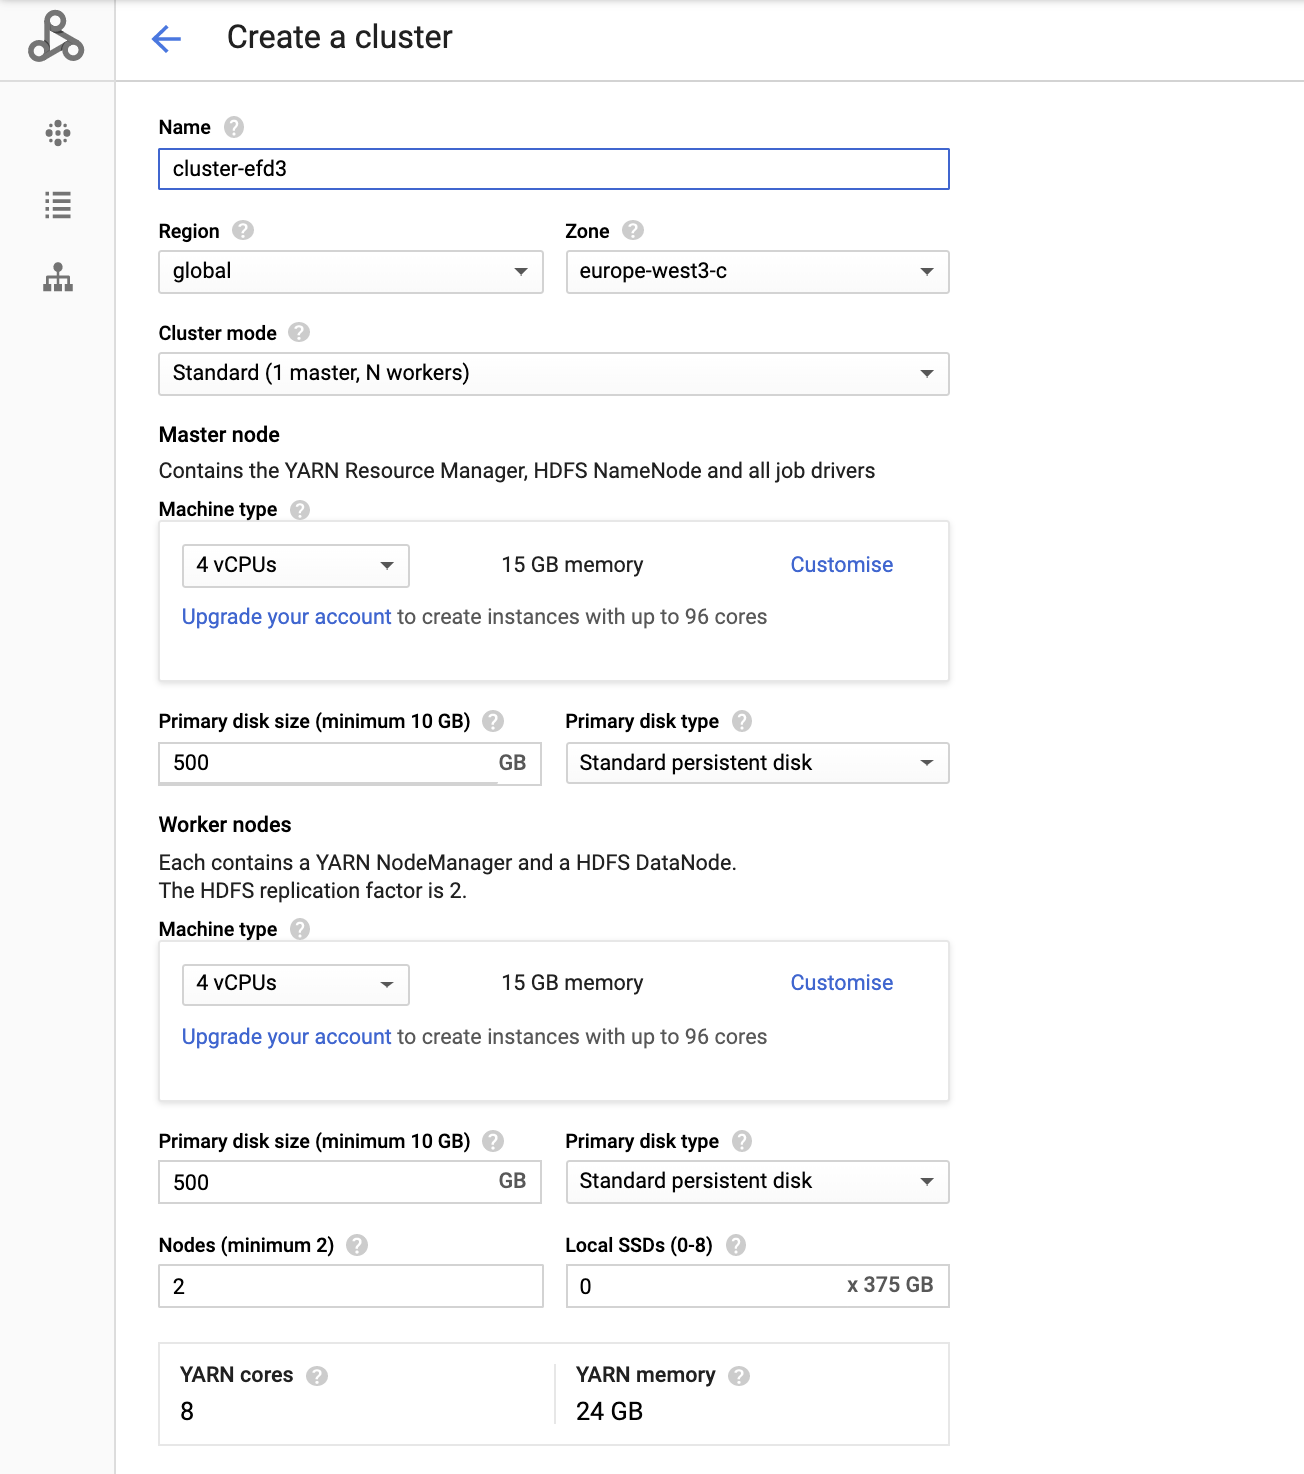 Create a cluster
Name
cluster-efd3
Region Zone
global europe-west3-c
Cluster mode
Standard (1 master, N workers)
Master node
Contains the YARN Resource Manager, HDFS NameNode and all job drivers
Machine type
4 vCPUs 15 GB memory Customise
Upgrade your account to create instances with up to 96 cores
Primary disk size (minimum 10 GB) Primary disk type
500 GB Standard persistent disk
Worker nodes
Each contains a YARN NodeManager and a HDFS DataNode.
The HDFS replication factor is 2.
Machine type
4 vCPUs 15 GB memory Customise
Upgrade your account to create instances with up to 96 cores
Primary disk size (minimum 10 GB) Primary disk type
500 GB Standard persistent disk
Nodes (minimum 2) Local SSDs (0-8)
2 0 x 375 GB
YARN cores YARN memory
8 24 GB